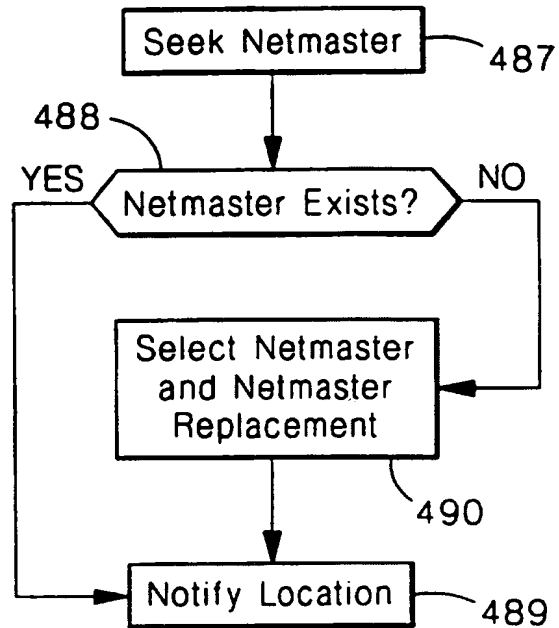 Seek Netmaster
487
488
YES
Netmaster Exists?
NO
Select Netmaster
and Netmaster
Replacement
490
Notify Location
489